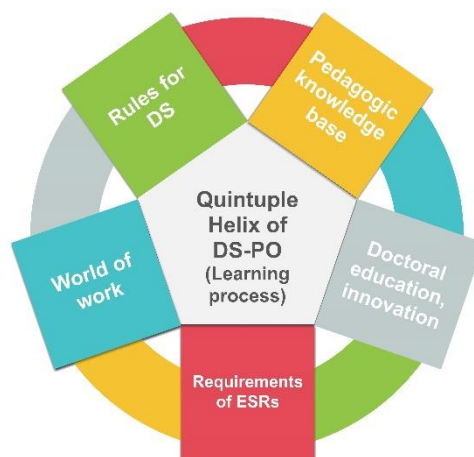 Rules for
DS
Pedagogic
knowledge
base
Quintuple
Helix of
DS-PO
(Learning
process)
World of
work
Doctoral
education,
innovation
Requirements
of ESRs